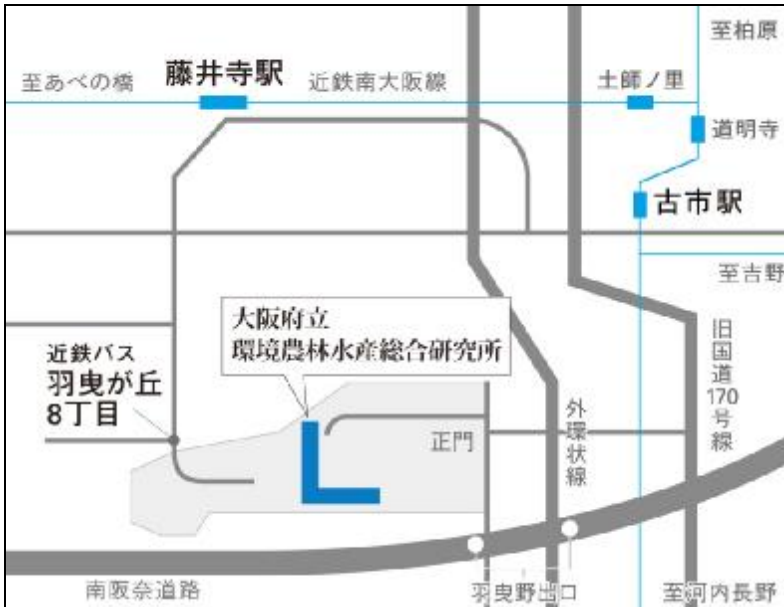 至柏原
至あべの橋
藤井寺駅
近鉄南大阪線
土師ノ里
道明寺
古市駅
至吉野
大阪府立
環境農林水産総合研究所
近鉄バス
羽曳が丘
8丁目
旧国道170号線
外環状線
正門
南阪奈道路
羽曳野出口
至河内長野